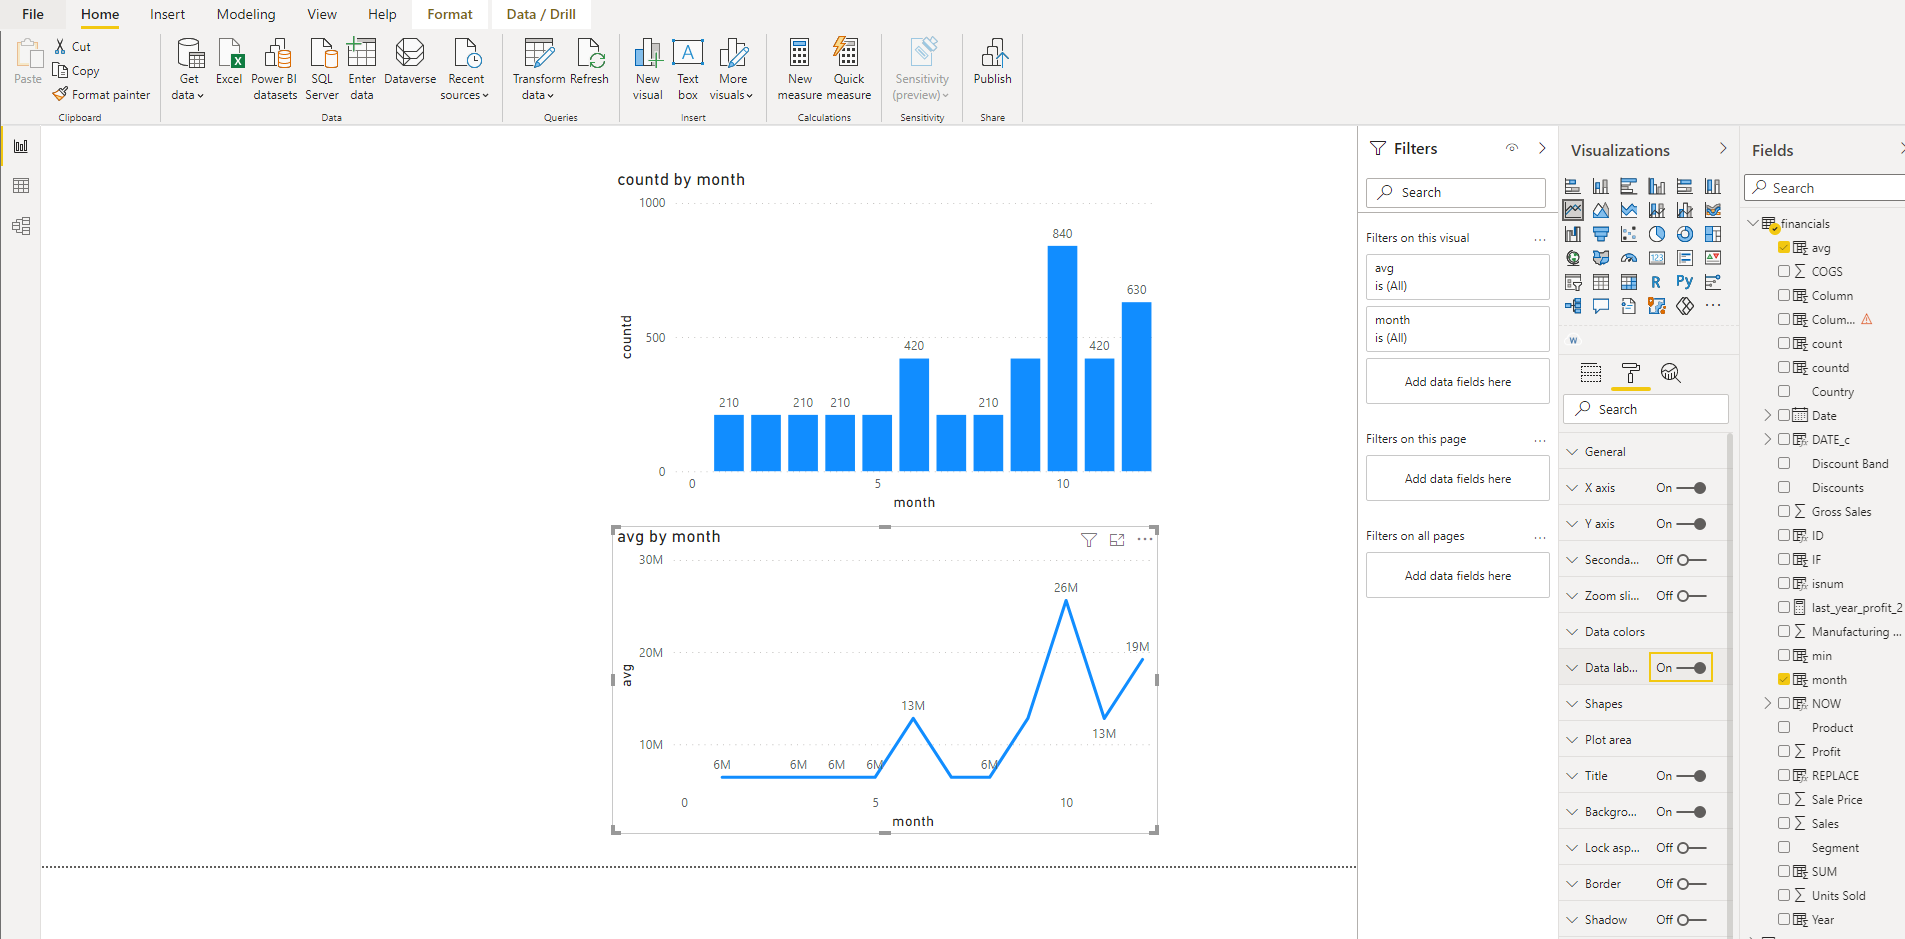 File Home Insert Modeling View Help Format Data / Drill
Paste
Cut
Copy
Format painter
Clipboard
Get data
Excel
Power BI datasets
SQL Server
Enter data
Dataverse
Recent sources
Data
Transform data
Refresh
Queries
New visual
Text box
More visuals
Insert
New measure
Quick measure
Calculations
Sensitivity (preview)
Sensitivity
Publish
Share
countd by month
1000
500
0
countd
210
210
210
420
210
840
420
630
0
5
10
month
avg by month
30M
20M
10M
avg
6M
6M
6M
6M
13M
6M
26M
13M
19M
0
5
10
month
Filters
Search
Filters on this visual
...
avg
is (All)
month
is (All)
Add data fields here
Filters on this page
...
Add data fields here
Filters on all pages
...
Add data fields here
Visualizations
123
R
Py
...
W
Search
General
X axis On
Y axis On
Seconda... Off
Zoom sli... Off
Data colors
Data lab... On
Shapes
Plot area
Title On
Backgro... On
Lock asp... Off
Border Off
Shadow Off
Fields
Search
financials
avg
COGS
Column
Colum...
count
countd
Country
Date
DATE_c
Discount Band
Discounts
Gross Sales
ID
IF
isnum
last_year_profit_2
Manufacturing ...
min
month
NOW
Product
Profit
REPLACE
Sale Price
Sales
Segment
SUM
Units Sold
Year